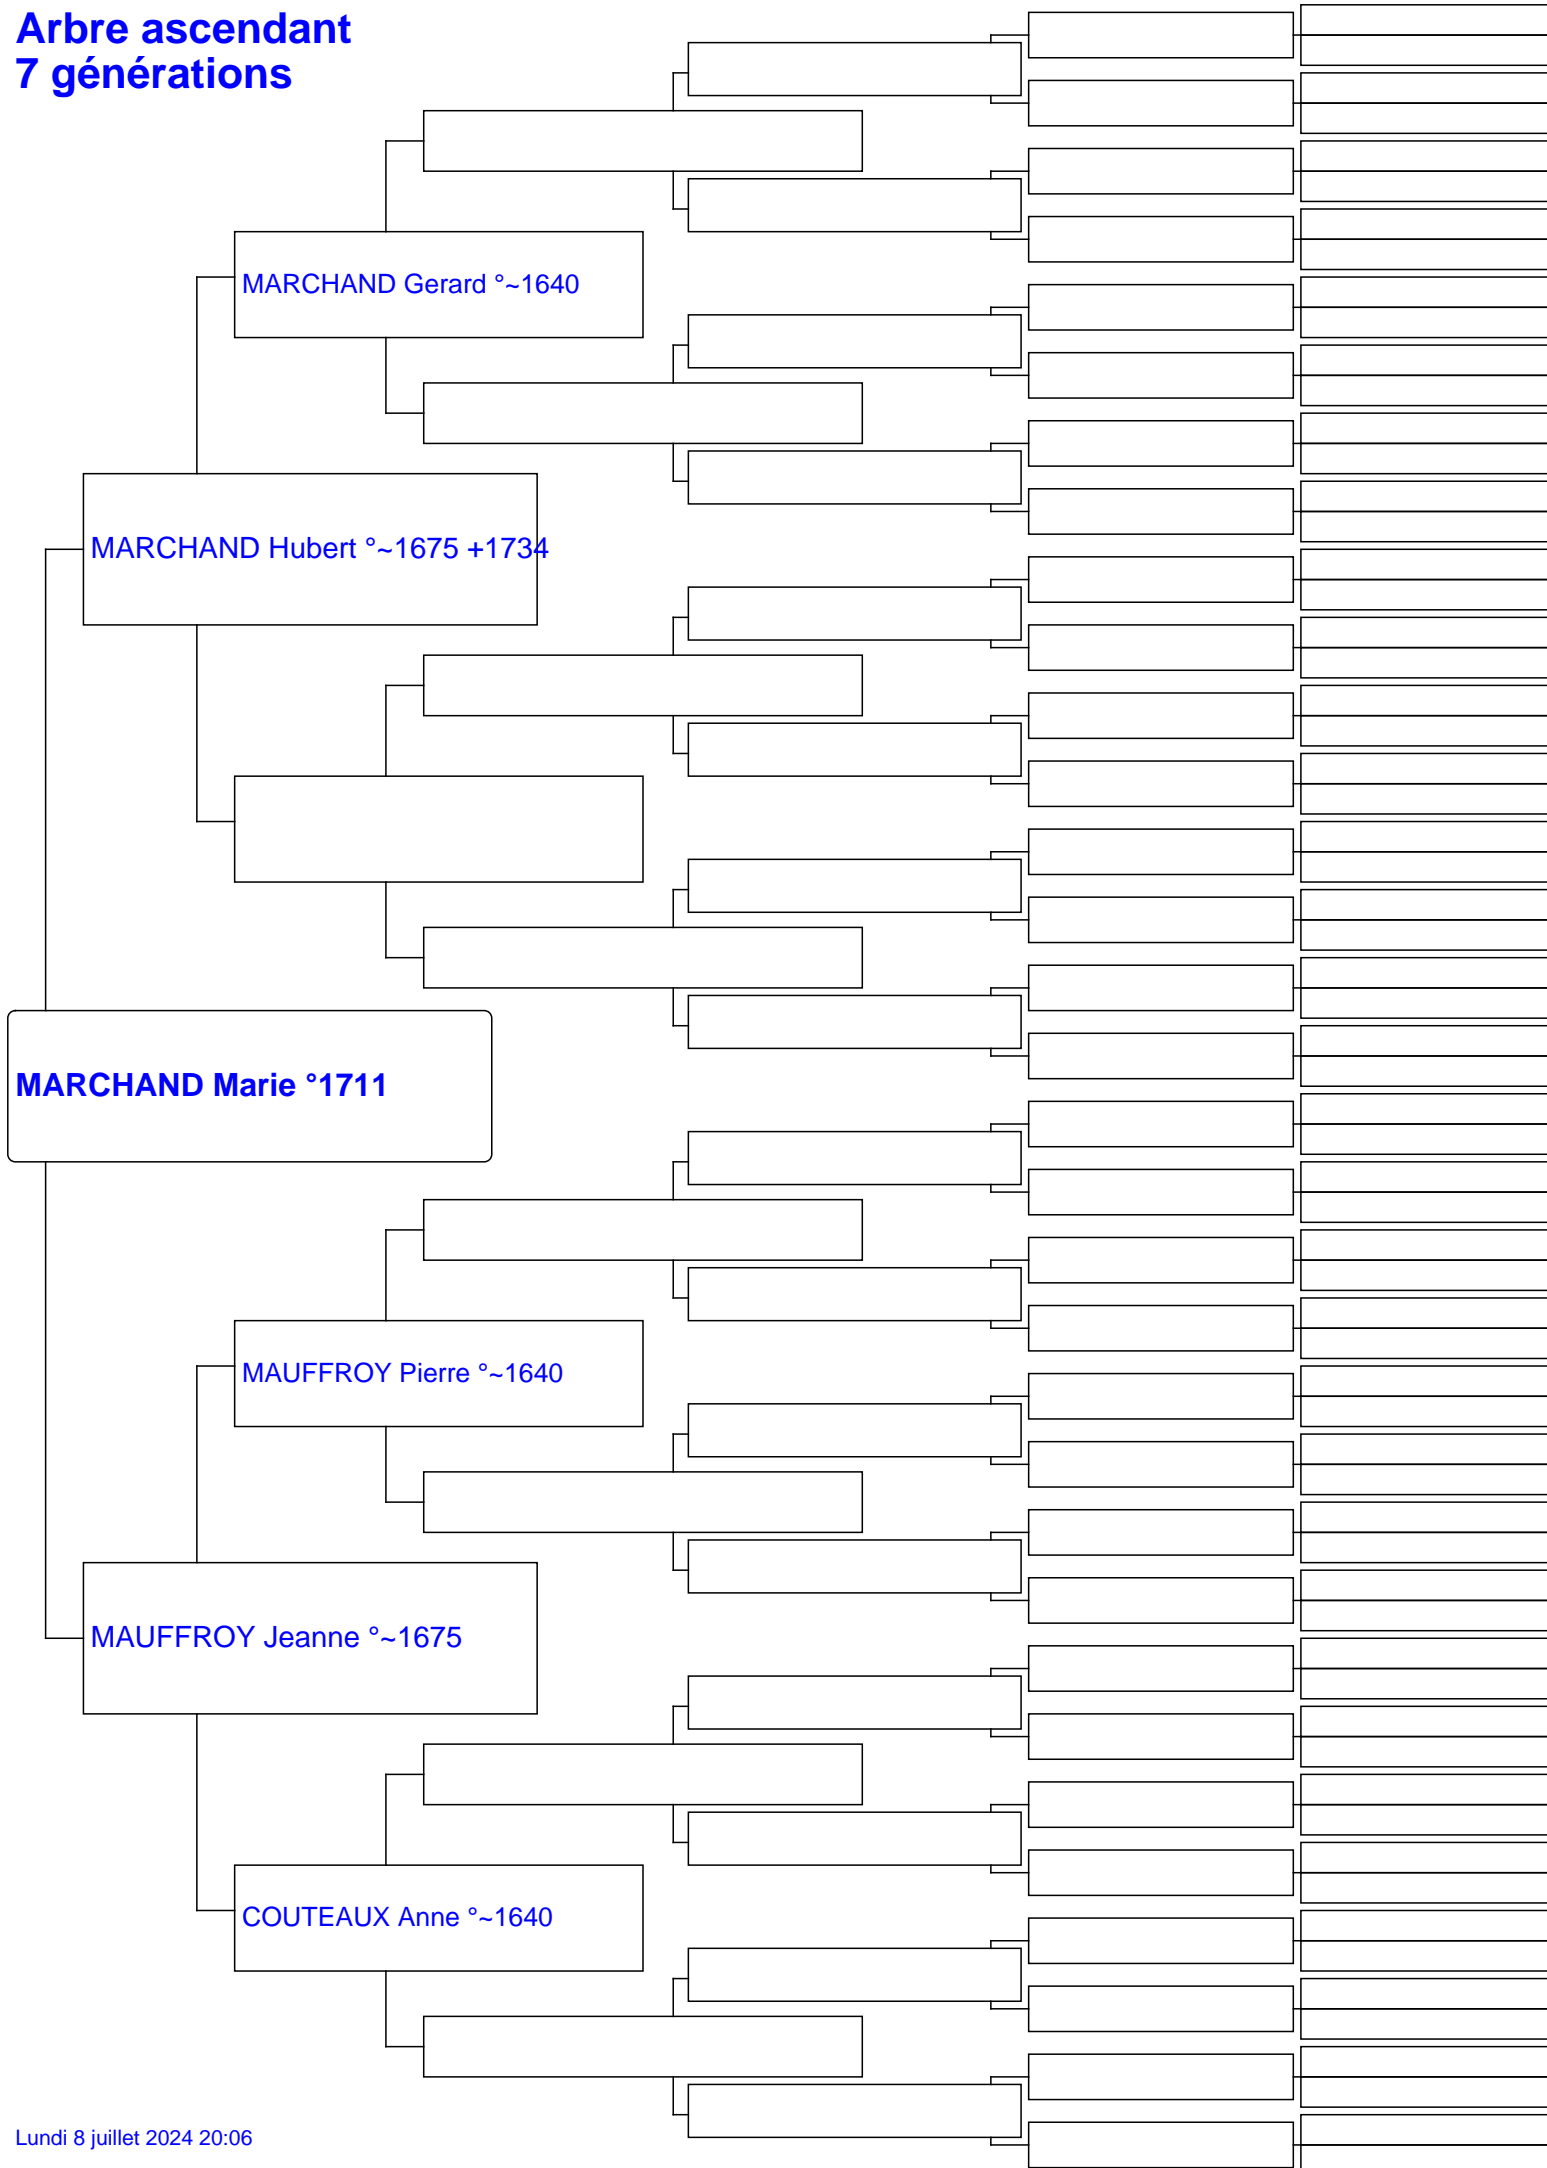 Arbre ascendant
7 générations
MARCHAND Gerard °~1640
MARCHAND Hubert °~1675 +1734
MARCHAND Marie °1711
MAUFFROY Pierre °~1640
MAUFFROY Jeanne °~1675
COUTEAUX Anne °~1640
Lundi 8 juillet 2024 20:06